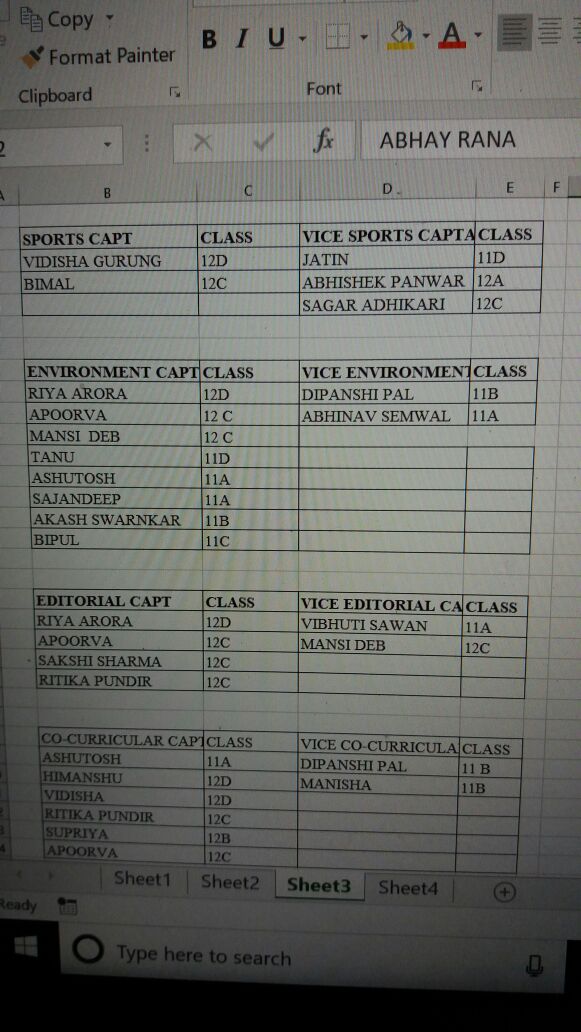 Copy
Format Painter
B I U A
Clipboard
Font
2
fx ABHAY RANA
A B C D E F
SPORTS CAPT CLASS VICE SPORTS CAPTA CLASS
VIDISHA GURUNG 12D JATIN 11D
BIMAL 12C ABHISHEK PANWAR 12A
SAGAR ADHIKARI 12C
ENVIRONMENT CAPT CLASS VICE ENVIRONMENT CLASS
RIYA ARORA 12D DIPANSHI PAL 11B
APOORVA 12 C ABHINAV SEMWAL 11A
MANSI DEB 12 C
TANU 11D
ASHUTOSH 11A
SAJANDEEP 11A
AKASH SWARNKAR 11B
BIPUL 11C
EDITORIAL CAPT CLASS VICE EDITORIAL CA CLASS
RIYA ARORA 12D VIBHUTI SAWAN 11A
APOORVA 12C MANSI DEB 12C
SAKSHI SHARMA 12C
RITIKA PUNDIR 12C
CO-CURRICULAR CAPT CLASS VICE CO-CURRICULA CLASS
ASHUTOSH 11A DIPANSHI PAL 11 B
HIMANSHU 12D MANISHA 11B
VIDISHA 12D
RITIKA PUNDIR 12C
SUPRIYA 12B
APOORVA 12C
Sheet1 Sheet2 Sheet3 Sheet4
Ready
Type here to search